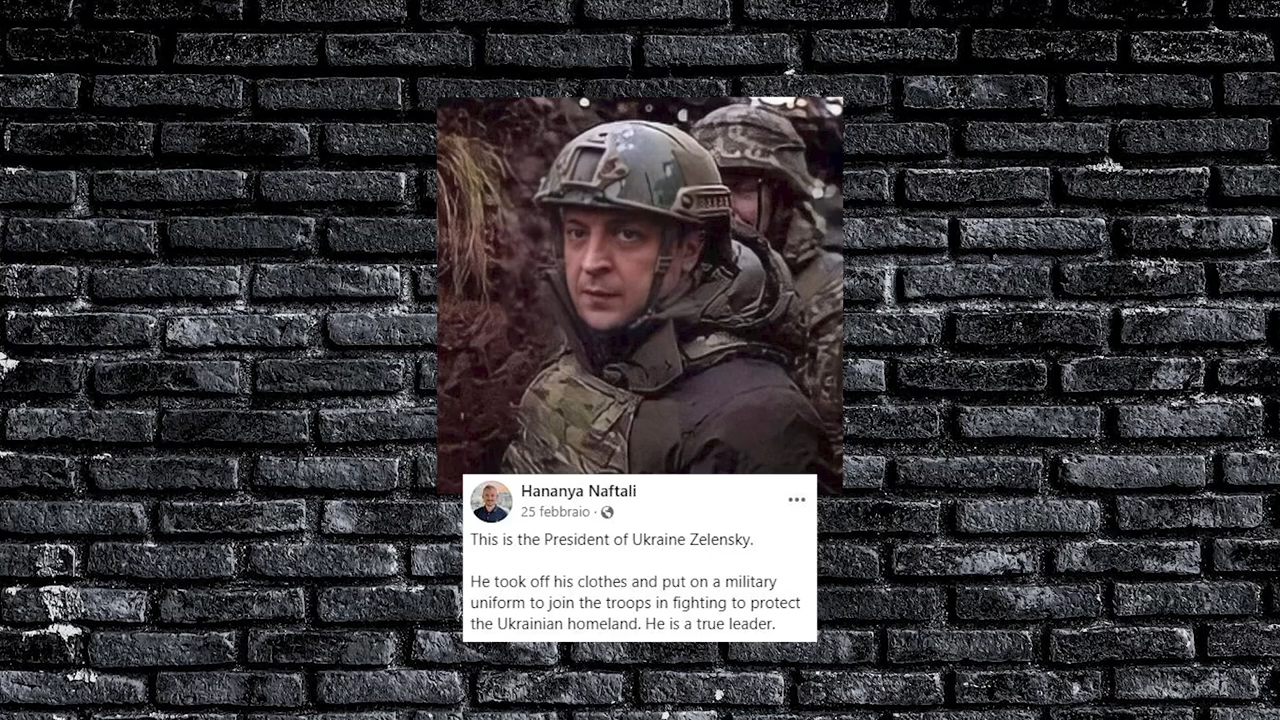 Hananya Naftali
25 febbraio ·
This is the President of Ukraine Zelensky.
He took off his clothes and put on a military
uniform to join the troops in fighting to protect
the Ukrainian homeland. He is a true leader.